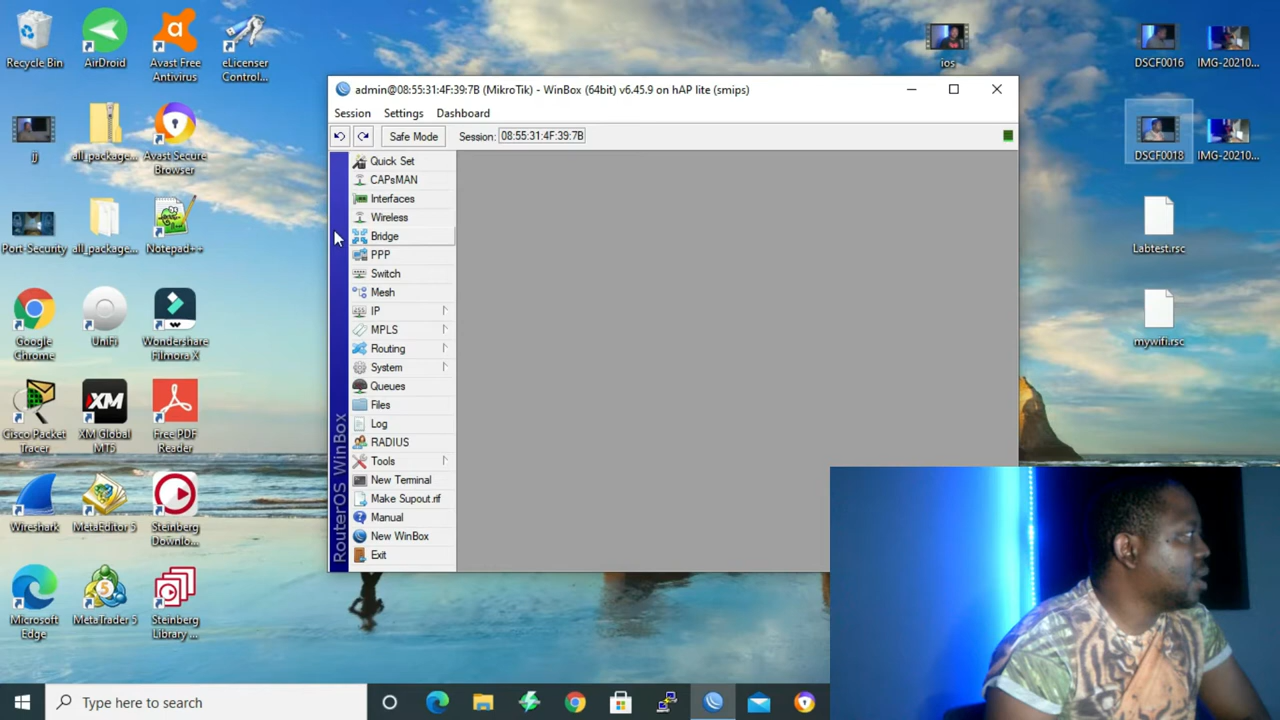 Recycle Bin
AirDroid
Avast Free
Antivirus
eLicenser
Control...
jj
all_package...
Avast Secure
Browser
Port-Security
all_package...
Notepad++
Google
Chrome
UniFi
Wondershare
Filmora X
Cisco Packet
Tracer
XM
XM Global
MT5
Free PDF
Reader
Wireshark
MetaEditor 5
Steinberg
Downlo...
Microsoft
Edge
MetaTrader 5
Steinberg
Library ...
ios
DSCF0016
IMG-20210...
DSCF0018
IMG-20210...
Labtest.rsc
mywifi.rsc
admin@08:55:31:4F:39:7B (MikroTik) - WinBox (64bit) v6.45.9 on hAP lite (smips)
Session Settings Dashboard
Safe Mode Session: 08:55:31:4F:39:7B
RouterOS WinBox
Quick Set
CAPsMAN
Interfaces
Wireless
Bridge
PPP
Switch
Mesh
IP
MPLS
Routing
System
Queues
Files
Log
RADIUS
Tools
New Terminal
Make Supout.rif
Manual
New WinBox
Exit
Type here to search